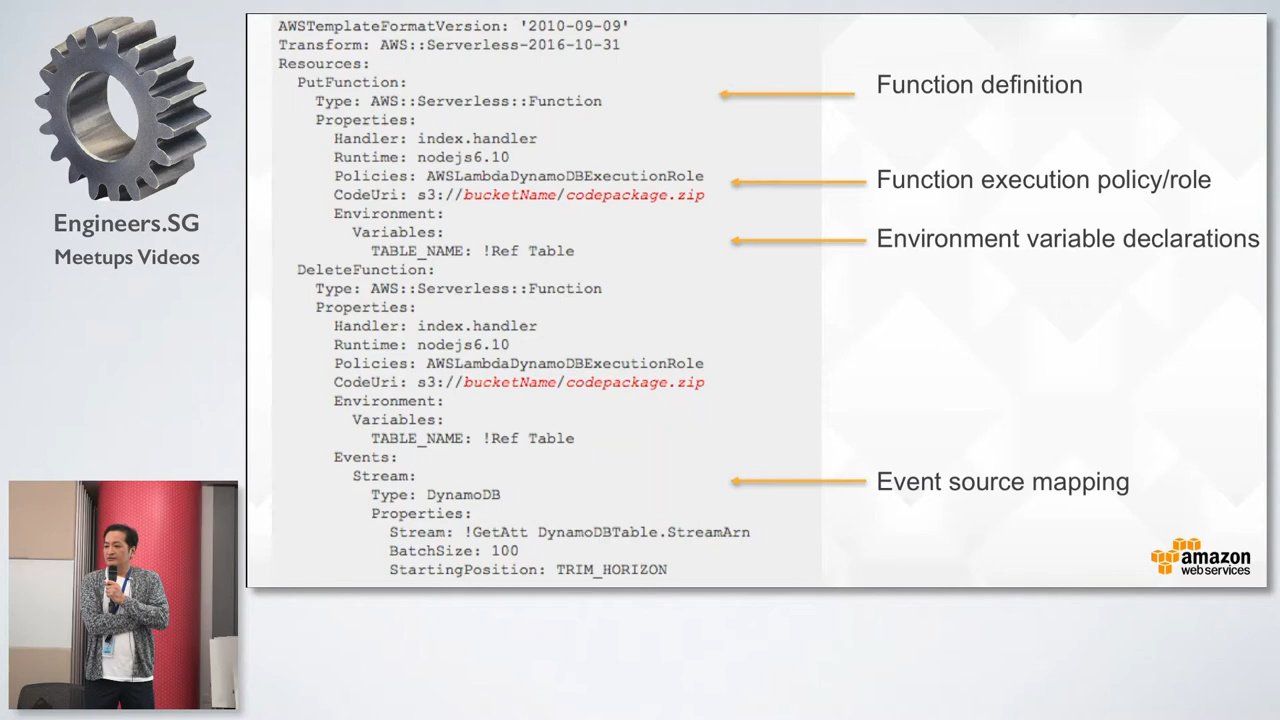 Engineers.SG
Meetups Videos
AWSTemplateFormatVersion: '2010-09-09'
Transform: AWS::Serverless-2016-10-31
Resources:
  PutFunction:
    Type: AWS::Serverless::Function
    Properties:
      Handler: index.handler
      Runtime: nodejs6.10
      Policies: AWSLambdaDynamoDBExecutionRole
      CodeUri: s3://bucketName/codepackage.zip
      Environment:
        Variables:
          TABLE_NAME: !Ref Table
  DeleteFunction:
    Type: AWS::Serverless::Function
    Properties:
      Handler: index.handler
      Runtime: nodejs6.10
      Policies: AWSLambdaDynamoDBExecutionRole
      CodeUri: s3://bucketName/codepackage.zip
      Environment:
        Variables:
          TABLE_NAME: !Ref Table
      Events:
        Stream:
          Type: DynamoDB
          Properties:
            Stream: !GetAtt DynamoDBTable.StreamArn
            BatchSize: 100
            StartingPosition: TRIM_HORIZON
Function definition
Function execution policy/role
Environment variable declarations
Event source mapping
amazon
webservices